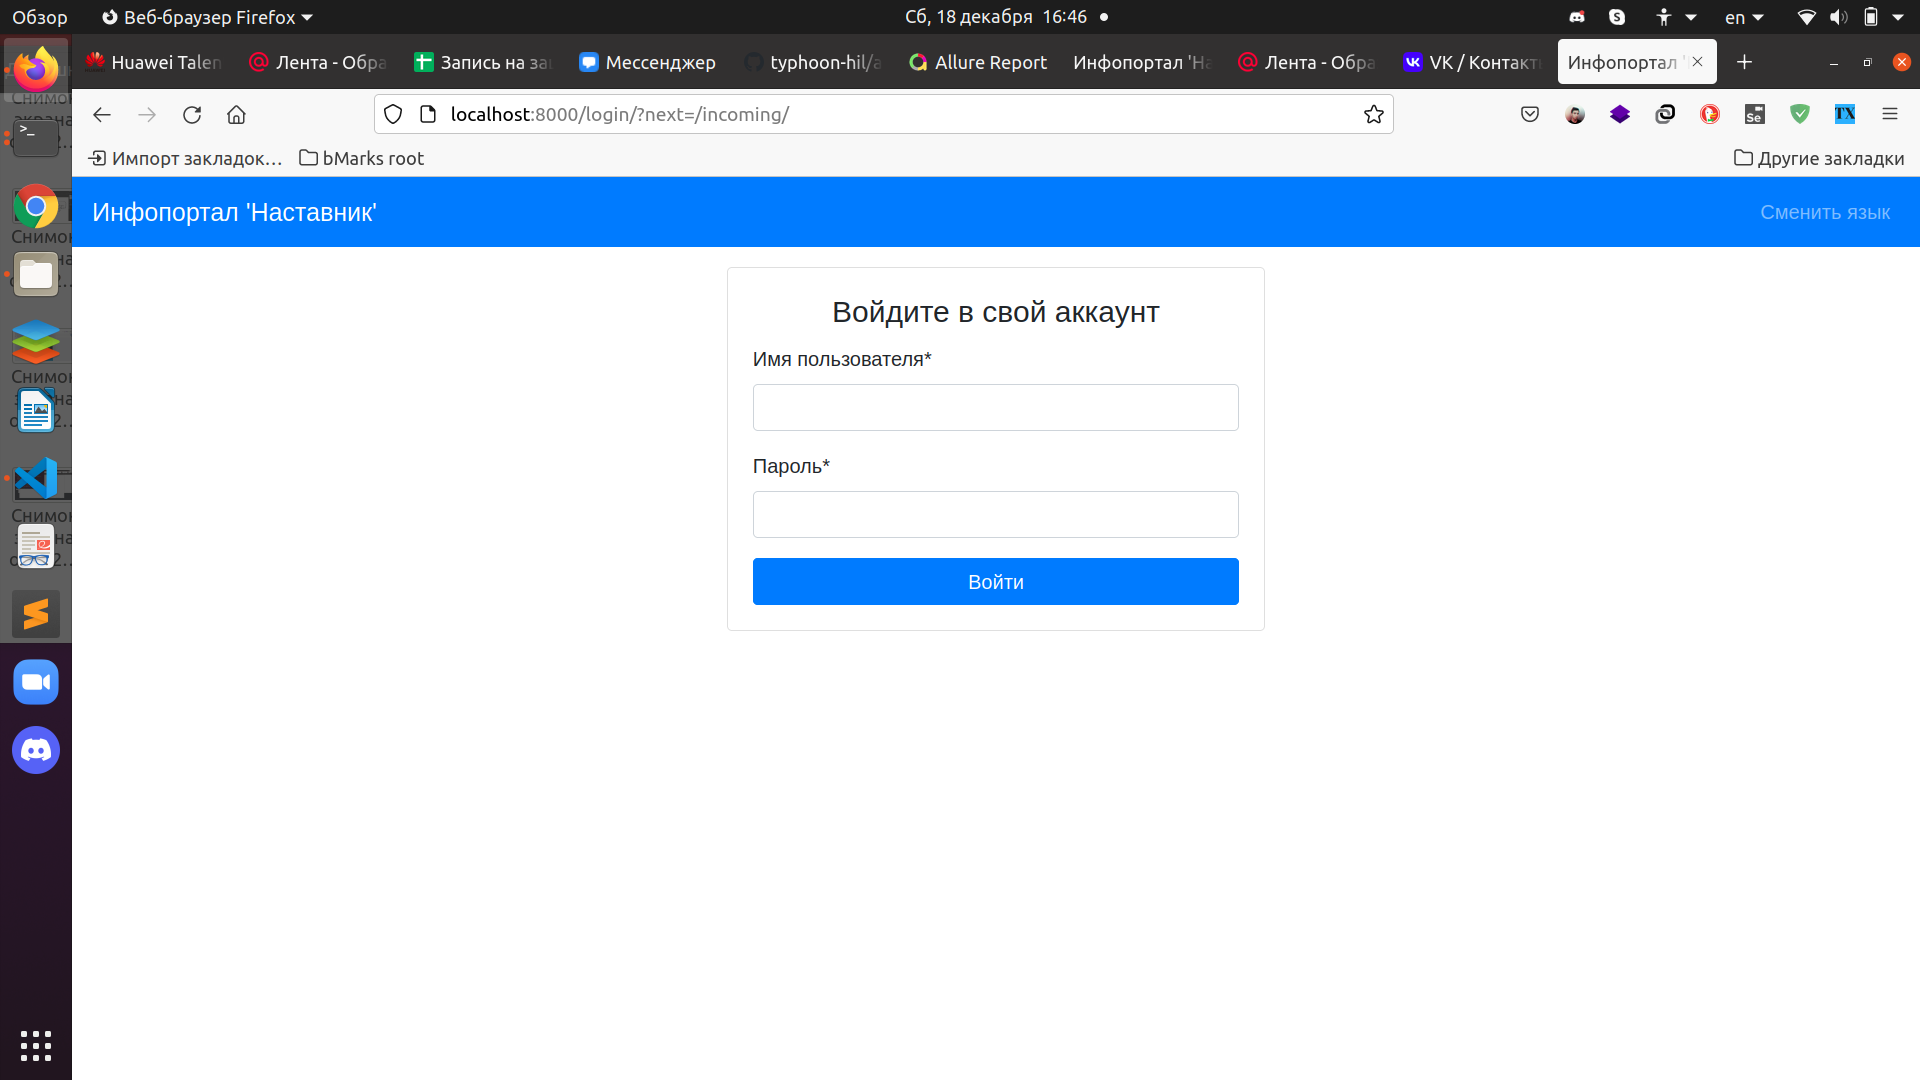 Обзор
Веб-браузер Firefox
Сб, 18 декабря 16:46
en
Huawei Talen
Лента - Обра
Запись на за
Мессенджер
typhoon-hil/a
Allure Report
Инфопортал 'На
Лента - Обра
VK / Контакт
Инфопортал '
localhost:8000/login/?next=/incoming/
Импорт закладок…
bMarks root
Другие закладки
Инфопортал 'Наставник'
Сменить язык
Войдите в свой аккаунт
Имя пользователя*
Пароль*
Войти